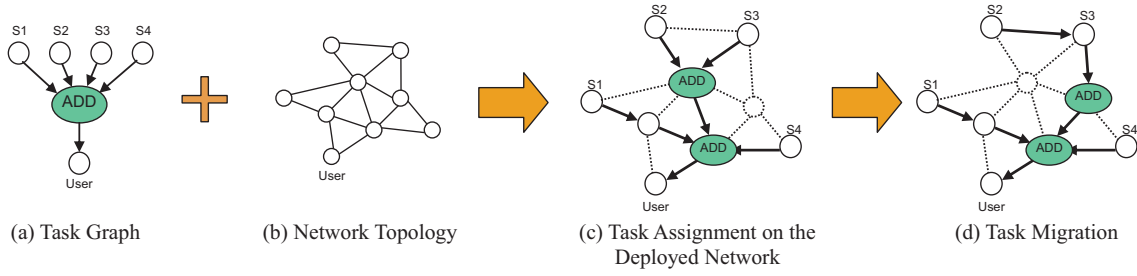 S1 S2 S3 S4
ADD
User
(a) Task Graph
User
(b) Network Topology
S2 S3
S1
ADD
ADD
S4
User
(c) Task Assignment on the
Deployed Network
S2 S3
S1
ADD
S4
ADD
User
(d) Task Migration